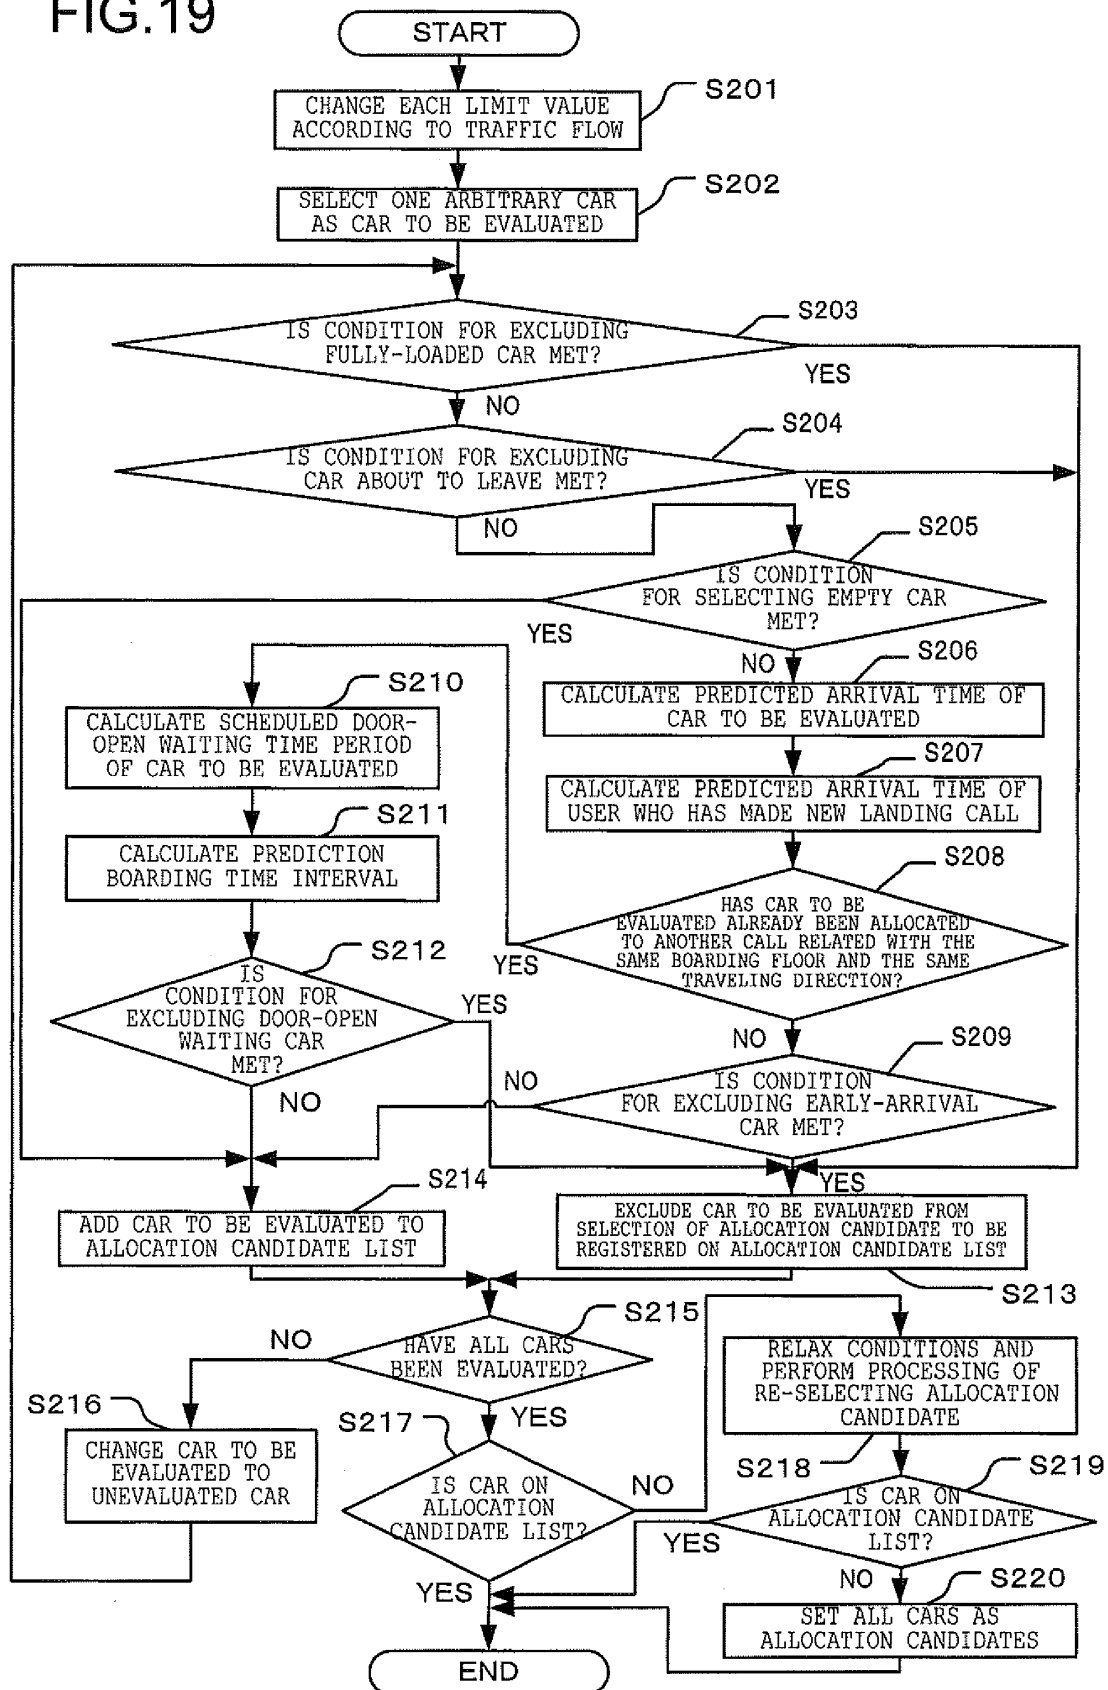 FIG.19
START
S201
CHANGE EACH LIMIT VALUE
ACCORDING TO TRAFFIC FLOW
S202
SELECT ONE ARBITRARY CAR
AS CAR TO BE EVALUATED
S203
IS CONDITION FOR EXCLUDING
FULLY-LOADED CAR MET?
YES
NO
S204
IS CONDITION FOR EXCLUDING
CAR ABOUT TO LEAVE MET?
YES
NO
S205
IS CONDITION
FOR SELECTING EMPTY CAR
MET?
YES
NO
S206
CALCULATE PREDICTED ARRIVAL TIME OF
CAR TO BE EVALUATED
S207
CALCULATE PREDICTED ARRIVAL TIME OF
USER WHO HAS MADE NEW LANDING CALL
S208
HAS CAR TO BE
EVALUATED ALREADY BEEN ALLOCATED
TO ANOTHER CALL RELATED WITH THE
SAME BOARDING FLOOR AND THE SAME
TRAVELING DIRECTION?
YES
NO
S209
IS CONDITION
FOR EXCLUDING EARLY-ARRIVAL
CAR MET?
NO
YES
S210
CALCULATE SCHEDULED DOOR-
OPEN WAITING TIME PERIOD
OF CAR TO BE EVALUATED
S211
CALCULATE PREDICTION
BOARDING TIME INTERVAL
S212
IS
CONDITION FOR
EXCLUDING DOOR-OPEN
WAITING CAR
MET?
YES
NO
S214
ADD CAR TO BE EVALUATED TO
ALLOCATION CANDIDATE LIST
EXCLUDE CAR TO BE EVALUATED FROM
SELECTION OF ALLOCATION CANDIDATE TO BE
REGISTERED ON ALLOCATION CANDIDATE LIST
S213
S215
HAVE ALL CARS
BEEN EVALUATED?
NO
YES
S216
CHANGE CAR TO BE
EVALUATED TO
UNEVALUATED CAR
S217
IS CAR ON
ALLOCATION
CANDIDATE LIST?
NO
YES
RELAX CONDITIONS AND
PERFORM PROCESSING OF
RE-SELECTING ALLOCATION
CANDIDATE
S218
S219
IS CAR ON
ALLOCATION CANDIDATE
LIST?
YES
NO
S220
SET ALL CARS AS
ALLOCATION CANDIDATES
END